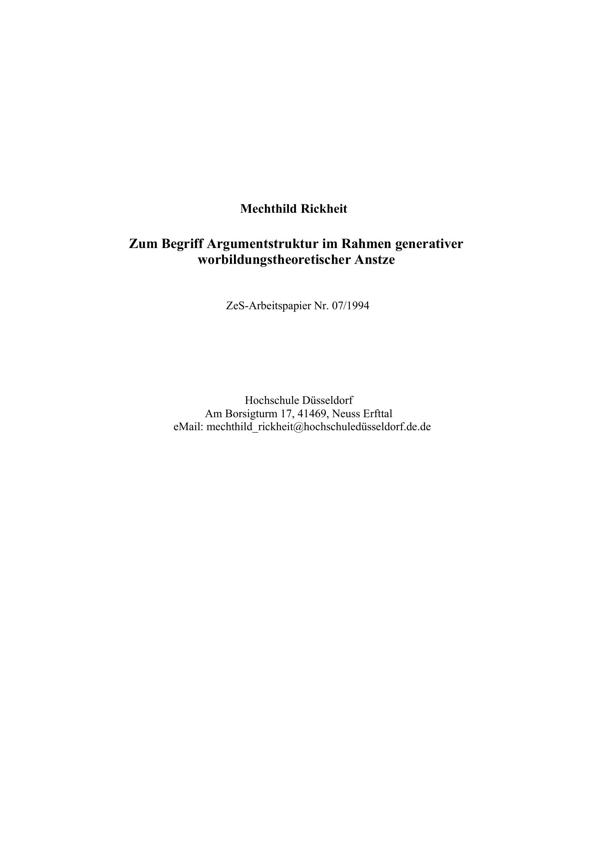 Mechthild Rickheit
Zum Begriff Argumentstruktur im Rahmen generativer
worbildungstheoretischer Anstze
ZeS-Arbeitspapier Nr. 07/1994
Hochschule Düsseldorf
Am Borsigturm 17, 41469, Neuss Erfttal
eMail: mechthild_rickheit@hochschuledüsseldorf.de.de